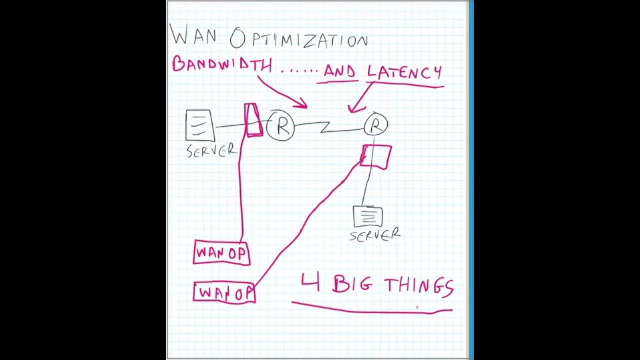 WAN OPTIMIZATION
BANDWIDTH ...... AND LATENCY
R
R
SERVER
SERVER
WAN OP
WAN OP
4 BIG THINGS